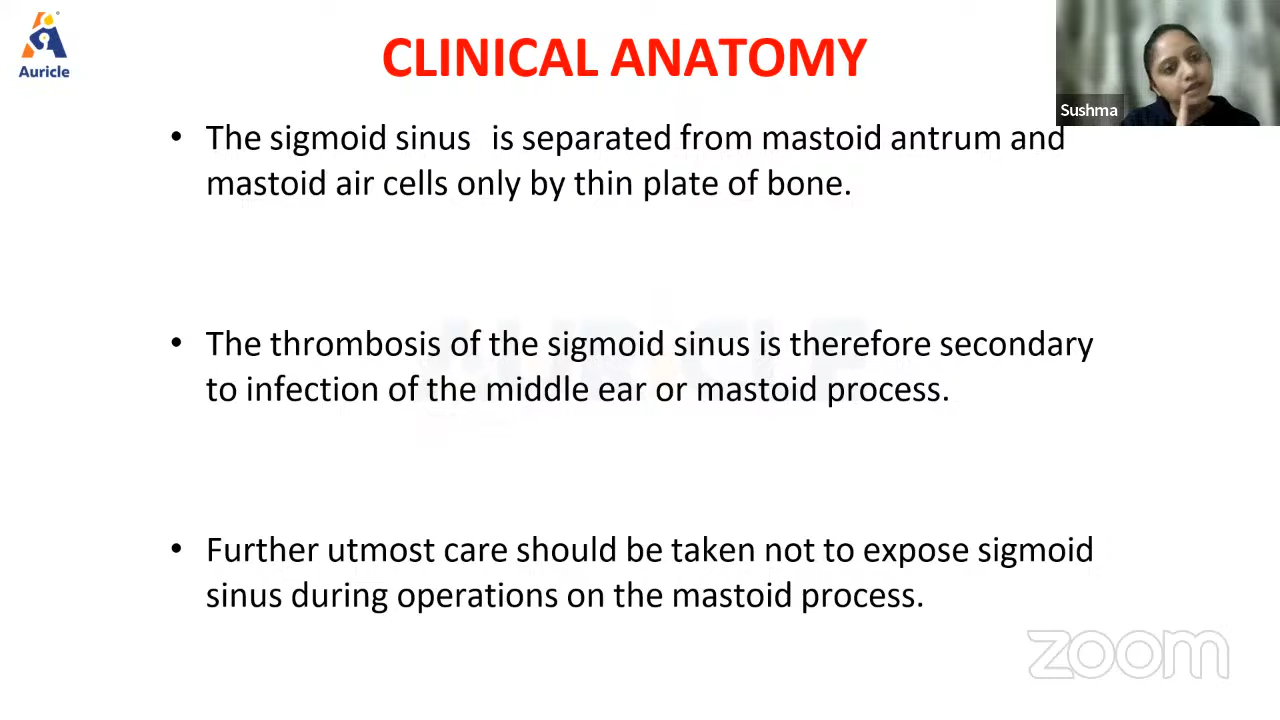 Auricle
CLINICAL ANATOMY
Sushma
• The sigmoid sinus is separated from mastoid antrum and
mastoid air cells only by thin plate of bone.
• The thrombosis of the sigmoid sinus is therefore secondary
to infection of the middle ear or mastoid process.
• Further utmost care should be taken not to expose sigmoid
sinus during operations on the mastoid process.
zoom